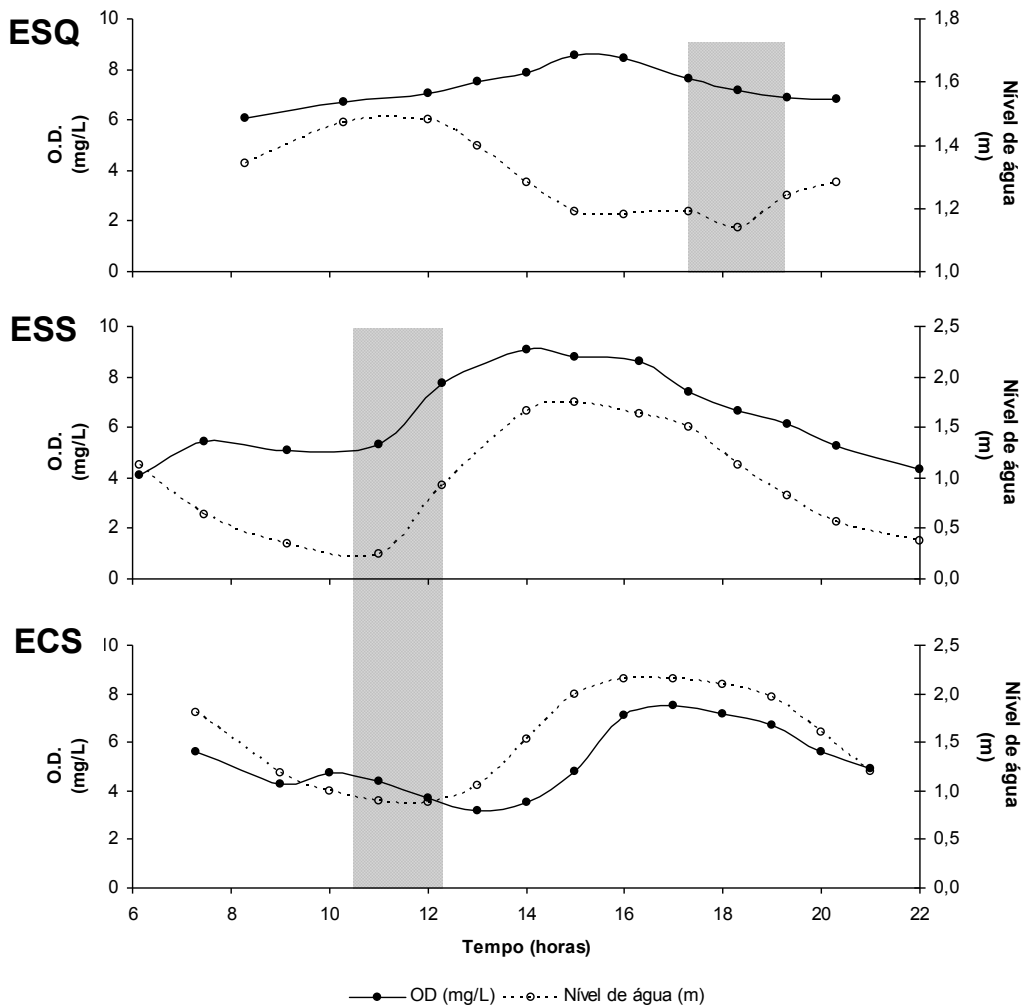 ESQ
O.D.
(mg/L)
10
8
6
4
2
0
1,8
1,6
1,4
1,2
1,0
Nível de água
(m)
ESS
O.D.
(mg/L)
10
8
6
4
2
0
2,5
2,0
1,5
1,0
0,5
0,0
Nível de água
(m)
ECS
O.D.
(mg/L)
10
8
6
4
2
0
2,5
2,0
1,5
1,0
0,5
0,0
Nível de água
(m)
6 8 10 12 14 16 18 20 22
Tempo (horas)
OD (mg/L) Nível de água (m)